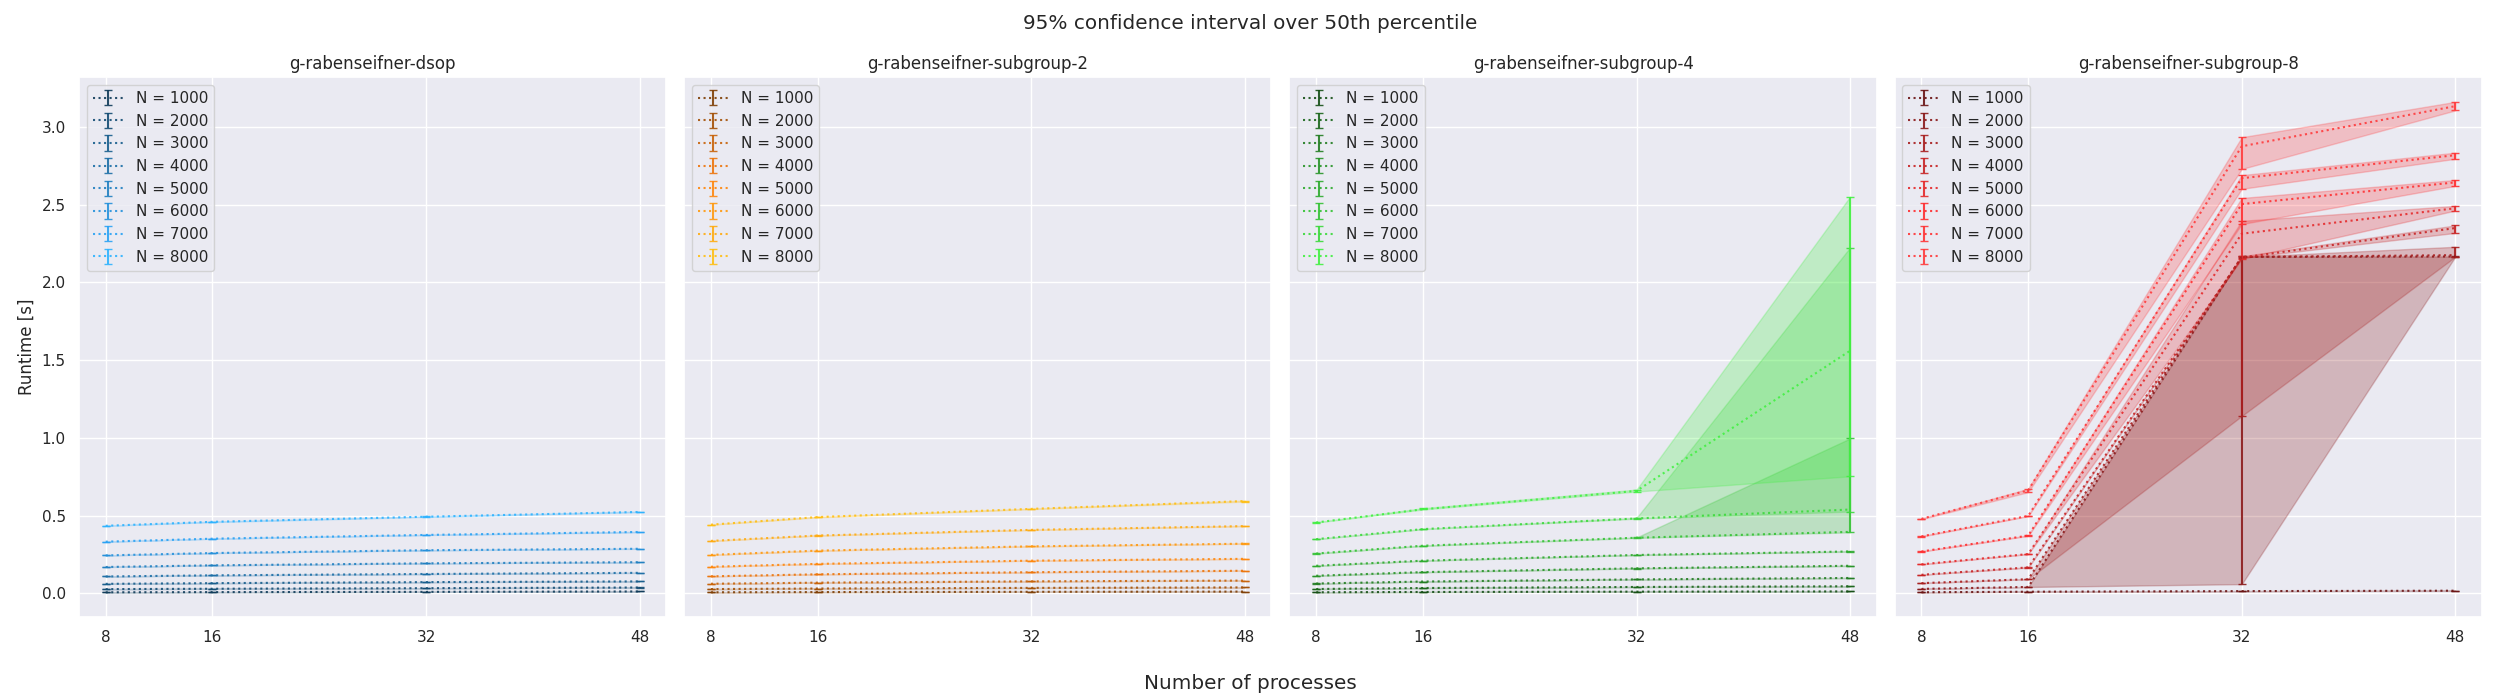 95% confidence interval over 50th percentile
g-rabenseifner-dsop
g-rabenseifner-subgroup-2
g-rabenseifner-subgroup-4
g-rabenseifner-subgroup-8
Runtime [s]
3.0
2.5
2.0
1.5
1.0
0.5
0.0
N = 1000
N = 2000
N = 3000
N = 4000
N = 5000
N = 6000
N = 7000
N = 8000
8
16
32
48
N = 1000
N = 2000
N = 3000
N = 4000
N = 5000
N = 6000
N = 7000
N = 8000
8
16
32
48
N = 1000
N = 2000
N = 3000
N = 4000
N = 5000
N = 6000
N = 7000
N = 8000
8
16
32
48
N = 1000
N = 2000
N = 3000
N = 4000
N = 5000
N = 6000
N = 7000
N = 8000
8
16
32
48
Number of processes